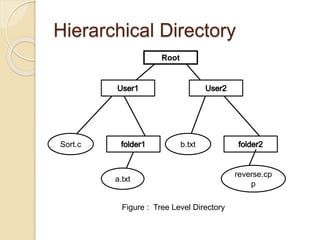 Hierarchical Directory
Root
User1 User2
Sort.c folder1 b.txt folder2
a.txt
reverse.cp
p
Figure : Tree Level Directory